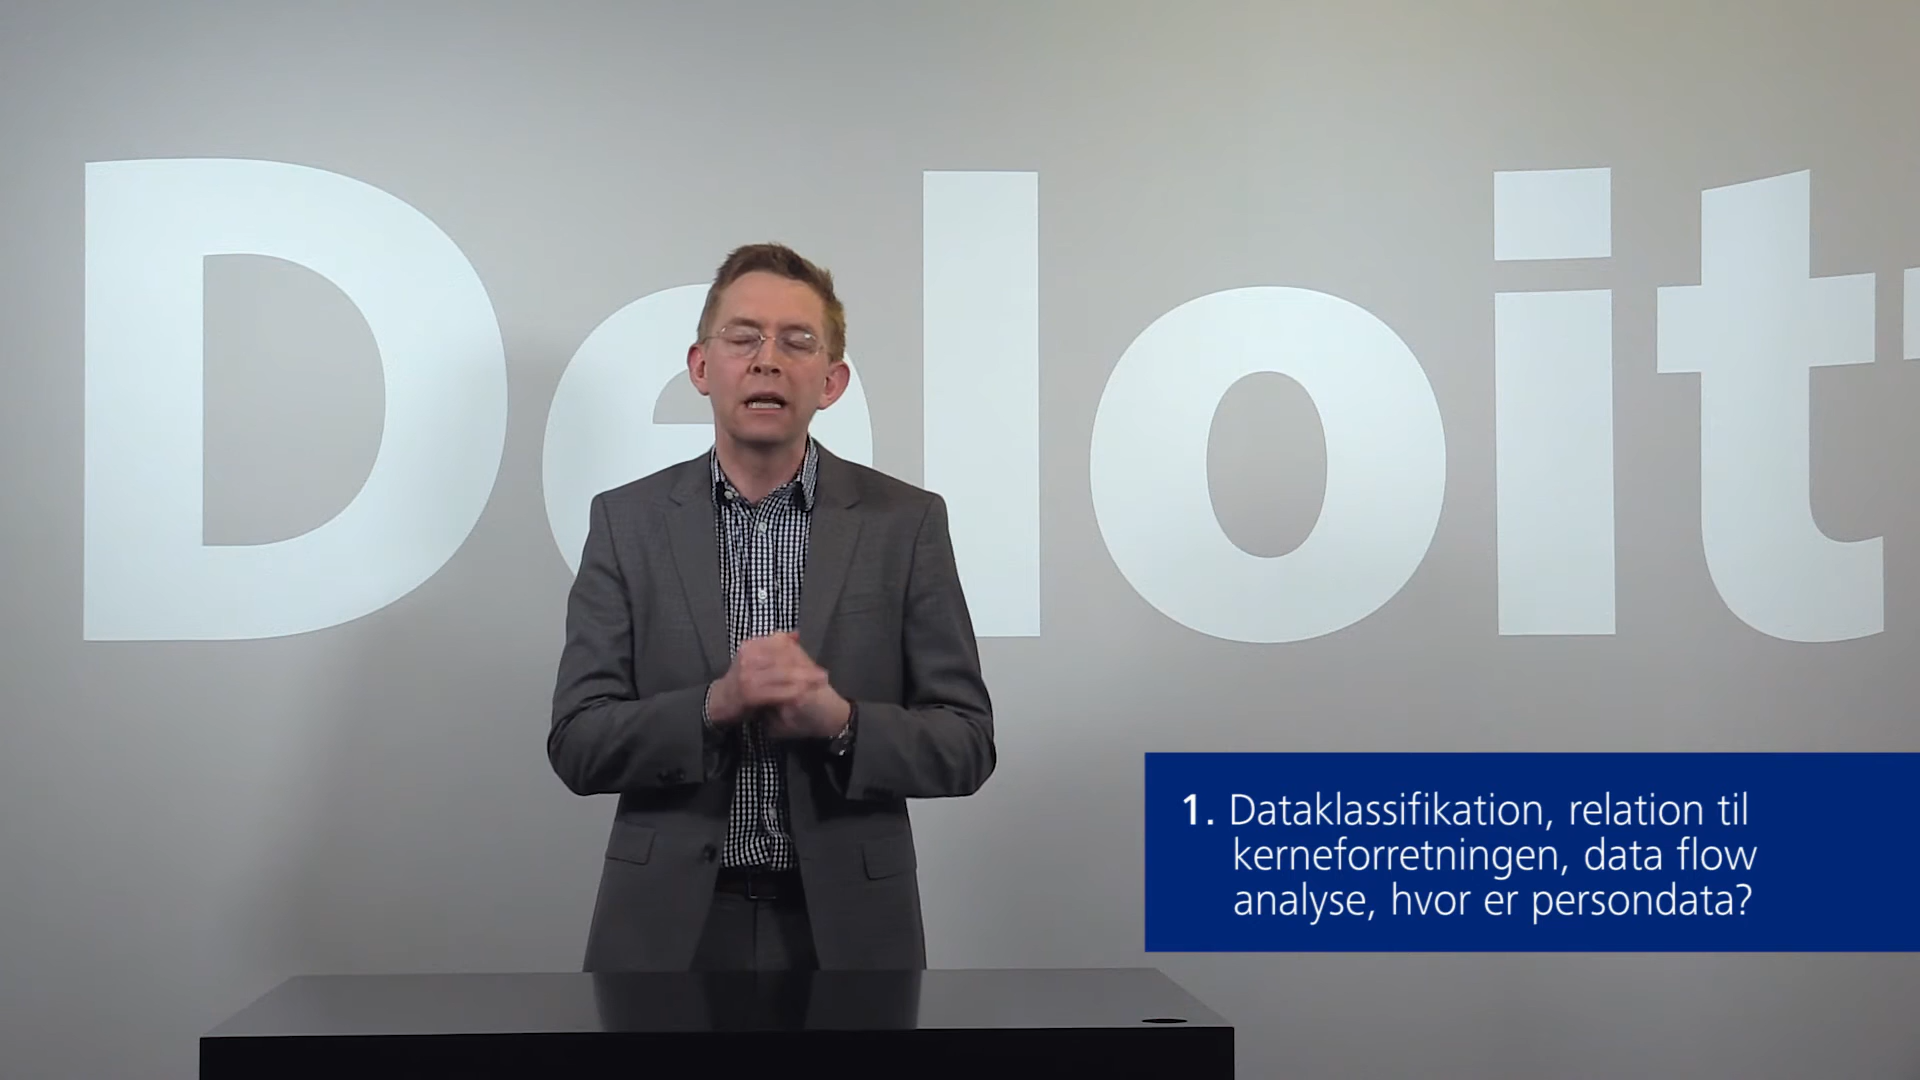 Deloitt
1. Dataklassifikation, relation til
kerneforretningen, data flow
analyse, hvor er persondata?